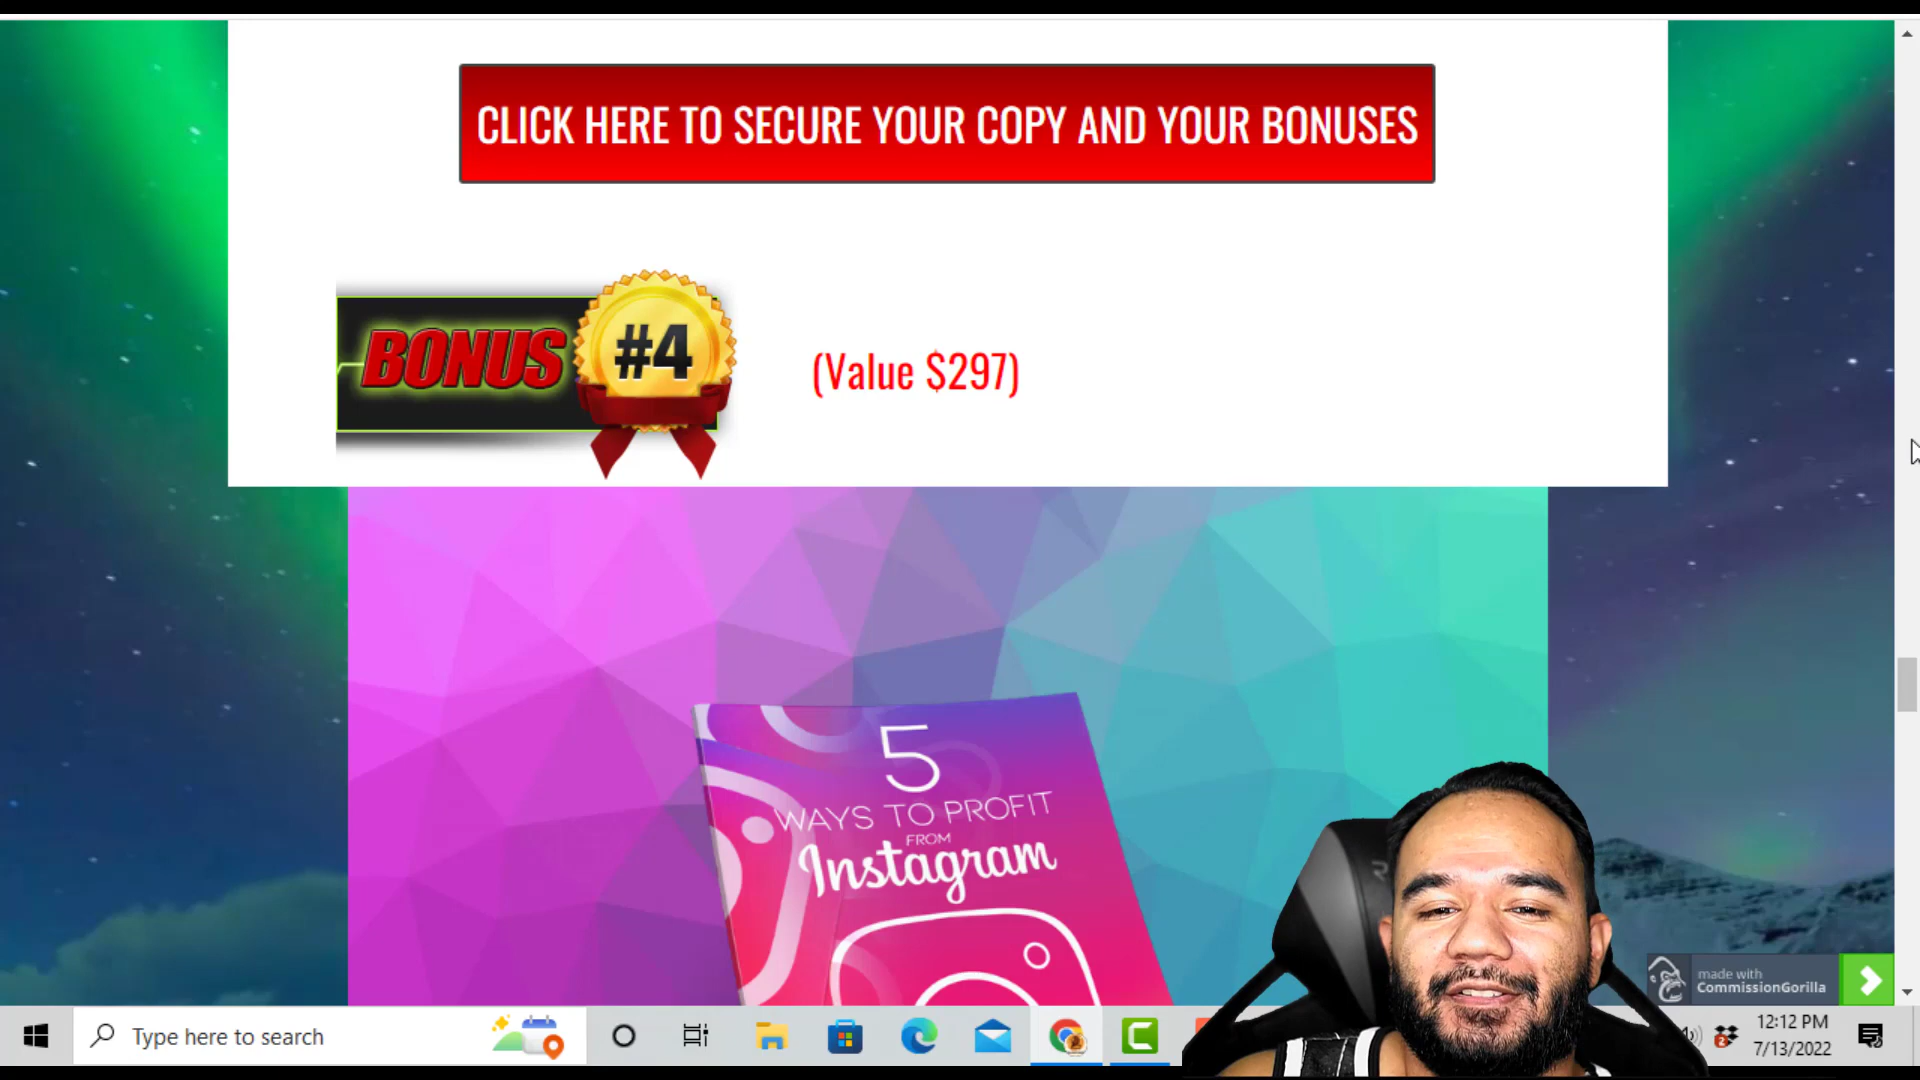 CLICK HERE TO SECURE YOUR COPY AND YOUR BONUSES
BONUS
#4
(Value $297)
5
WAYS TO PROFIT
FROM
Instagram
made with
CommissionGorilla
Type here to search
2
12:12 PM
7/13/2022